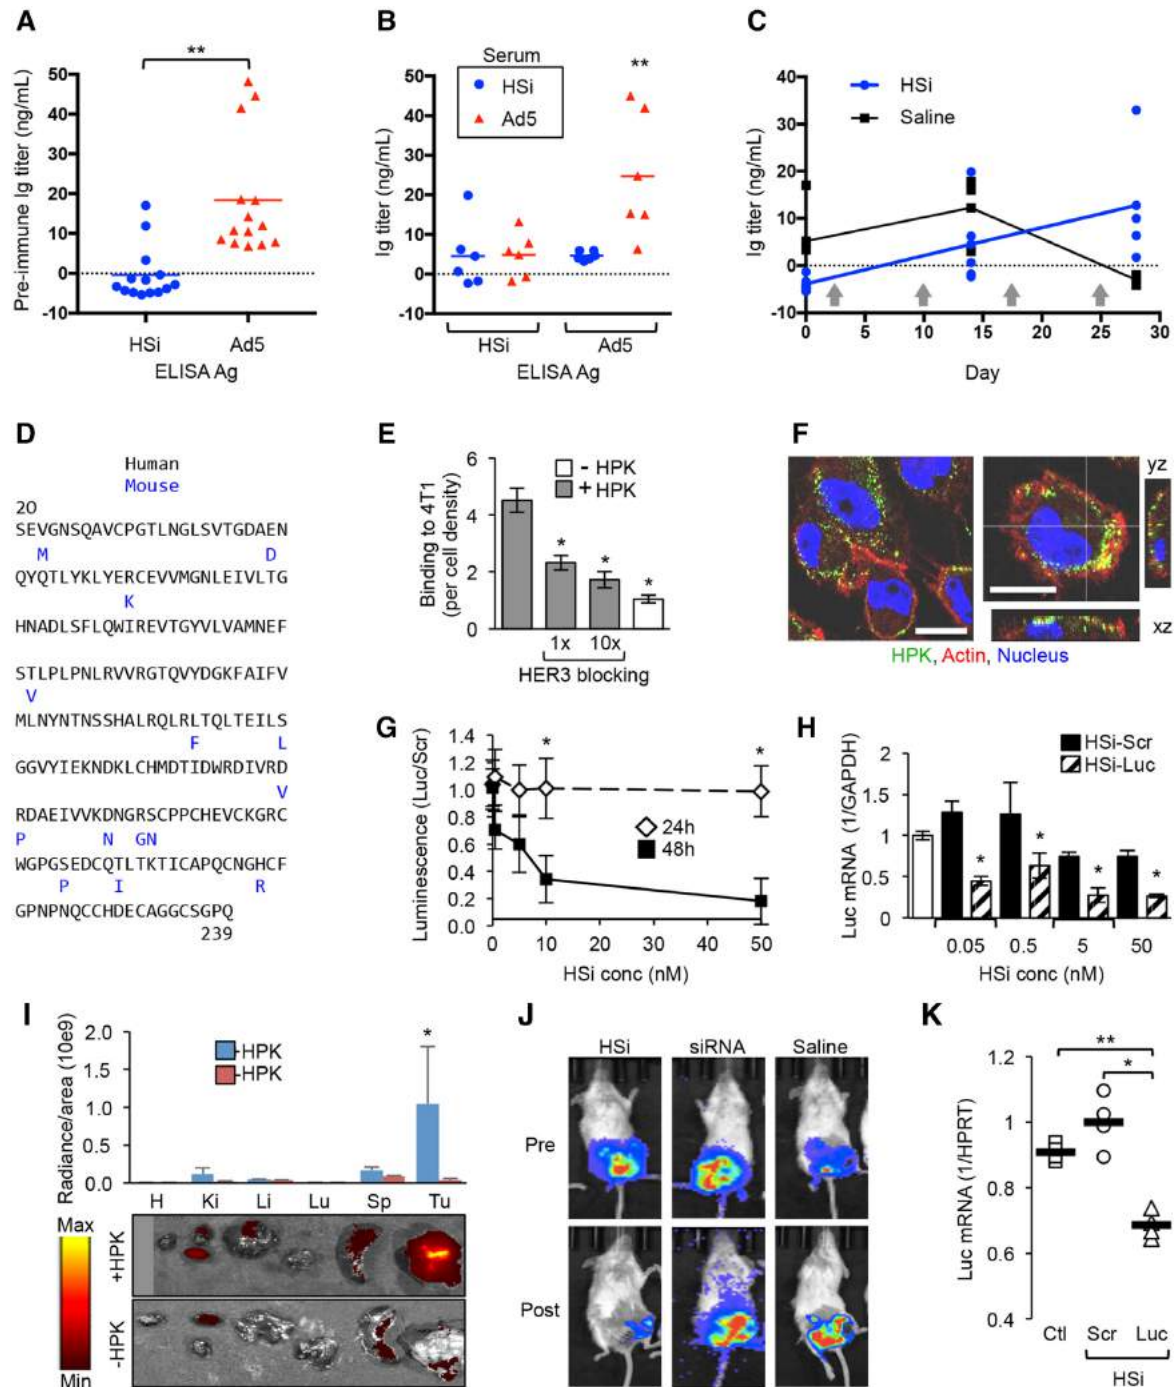 A
**
Pre-immune Ig titer (ng/mL)
50
40
30
20
10
0
-10
HSi
Ad5
ELISA Ag
B
Serum
HSi
Ad5
**
Ig titer (ng/mL)
50
40
30
20
10
0
-10
HSi
Ad5
ELISA Ag
C
HSi
Saline
Ig titer (ng/mL)
40
30
20
10
0
-10
0
5
10
15
20
25
30
Day
D
Human
Mouse
20
SEVGNSQAVCPGTLNGLSVTGDAEN
M D
QYQTLYKLYERCEVVMGNLEIVLTG
K
HNADLSFLQWIREVTGYVLVAMNEF
STLPLPNLRVVRGTQVYDGKFAIFV
V
MLNYNTNSSHALRQLRLTQLTEILS
F L
GGVYIEKNDKLCHMDTIDWRDIVRD
V
RDAEIVVKDNGRSCPPCHEVCKGRC
P N GN
WGPGSEDCQTLTKTICAPQCNGHCF
P I R
GPNPNQCCHDECAGGCSGPQ
239
E
Binding to 4T1
(per cell density)
6
4
2
0
- HPK
+ HPK
* * *
1x 10x
HER3 blocking
F
yz
xz
HPK, Actin, Nucleus
G
Luminescence (Luc/Scr)
1.4
1.2
1.0
0.8
0.6
0.4
0.2
0.0
* *
24h
48h
0 10 20 30 40 50
HSi conc (nM)
H
HSi-Scr
HSi-Luc
Luc mRNA (1/GAPDH)
2
1.5
1
0.5
0
* * * *
0.05 0.5 5 50
HSi conc (nM)
I
Radiance/area (10e9)
2.0
1.5
1.0
0.5
0.0
-HPK
-HPK
*
H Ki Li Lu Sp Tu
Max
Min
+HPK
-HPK
J
HSi siRNA Saline
Pre
Post
K
**
*
Luc mRNA (1/HPRT)
1.2
1
0.8
0.6
0.4
Ctl Scr Luc
HSi